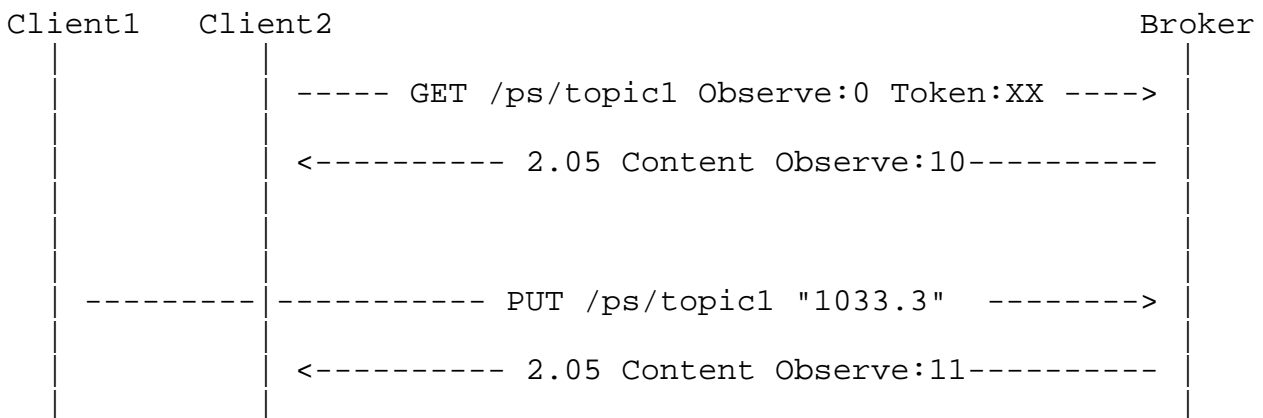 Client1 Client2 Broker
----- GET /ps/topic1 Observe:0 Token:XX ---->
<---------- 2.05 Content Observe:10----------
---------|----------- PUT /ps/topic1 "1033.3" -------->
<---------- 2.05 Content Observe:11----------